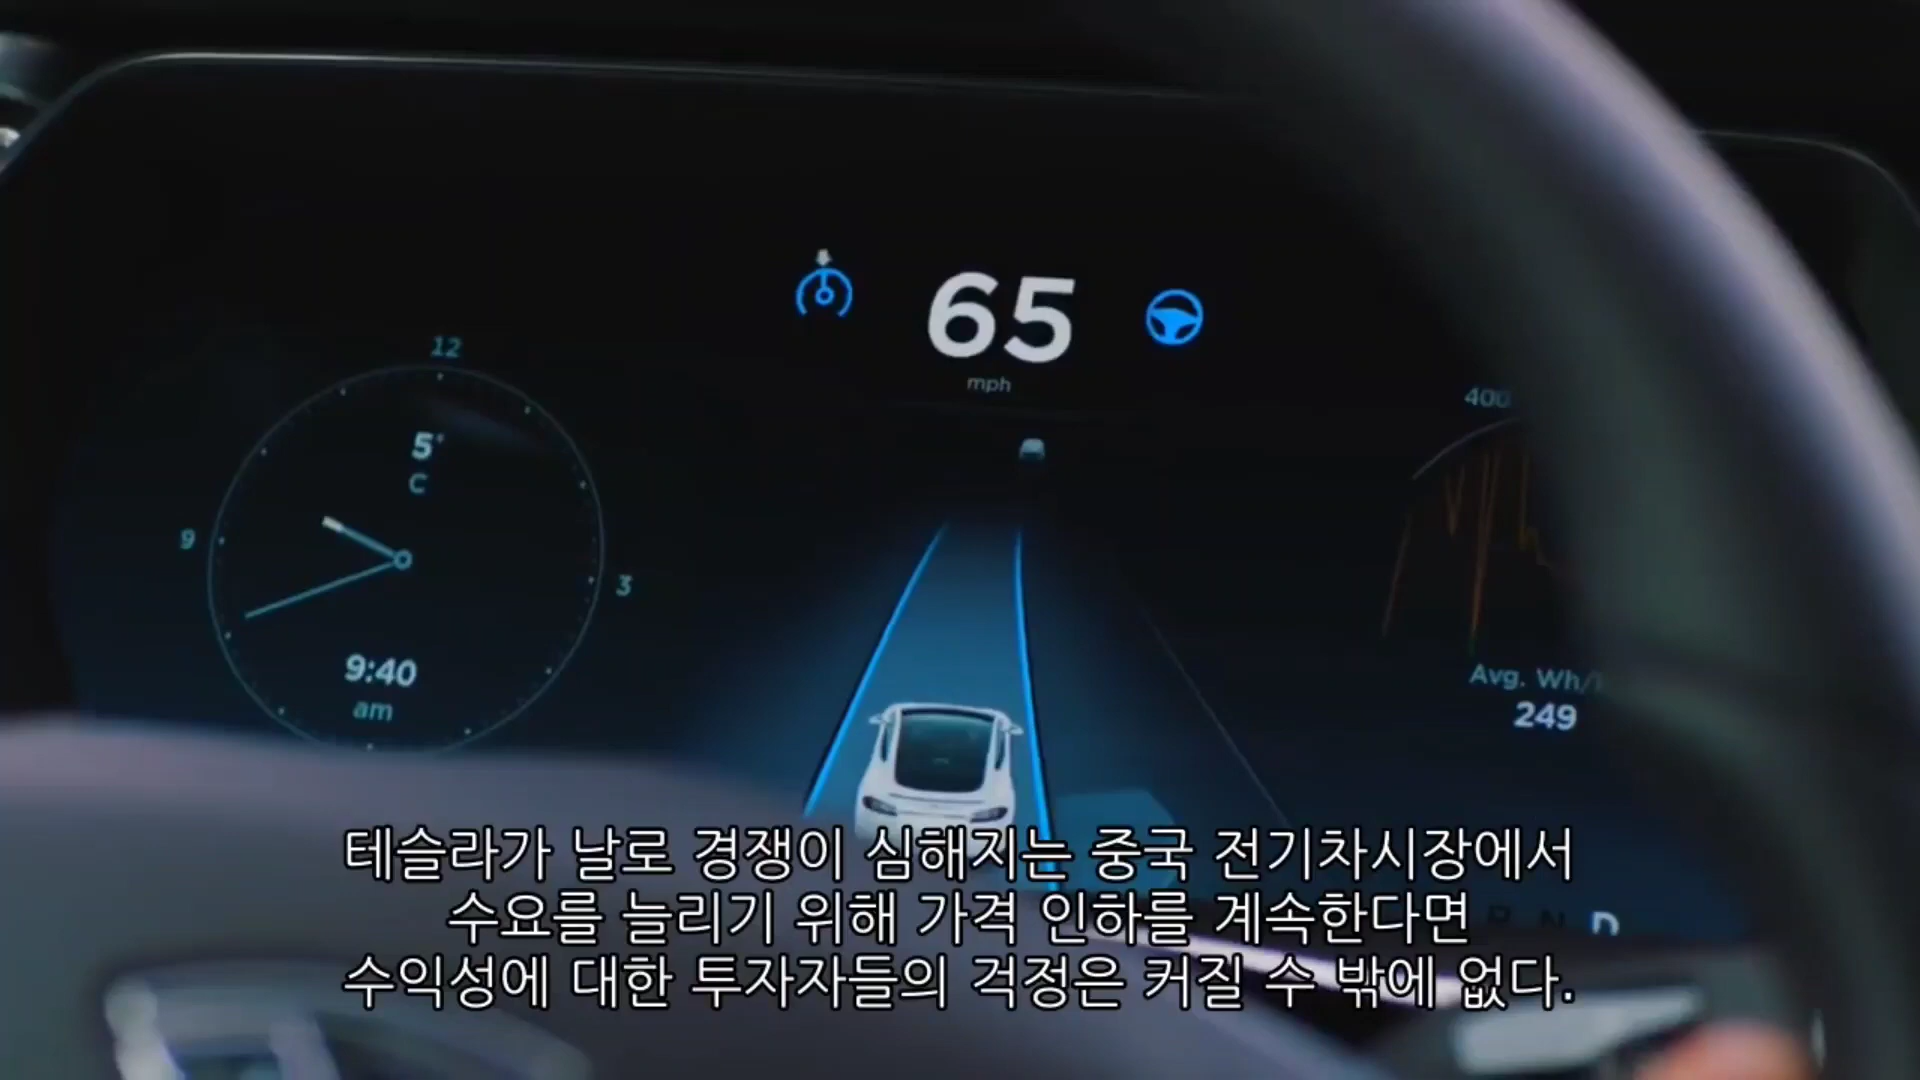 65
mph
12
5°
C
9
3
9:40
am
400
Avg. Wh/
249
테슬라가 날로 경쟁이 심해지는 중국 전기차시장에서
수요를 늘리기 위해 가격 인하를 계속한다면
R N D
수익성에 대한 투자자들의 걱정은 커질 수 밖에 없다.